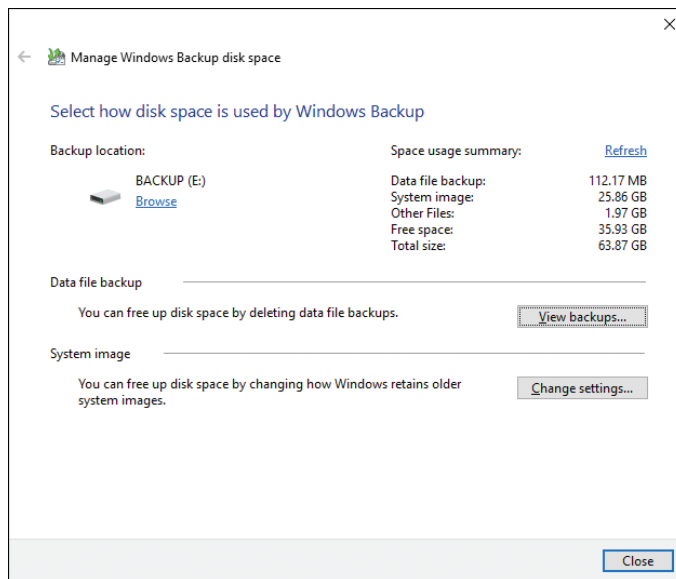 Manage Windows Backup disk space
Select how disk space is used by Windows Backup
Backup location:
BACKUP (E:)
Browse
Space usage summary: Refresh
Data file backup: 112.17 MB
System image: 25.86 GB
Other Files: 1.97 GB
Free space: 35.93 GB
Total size: 63.87 GB
Data file backup
You can free up disk space by deleting data file backups.
View backups...
System image
You can free up disk space by changing how Windows retains older
system images.
Change settings...
Close